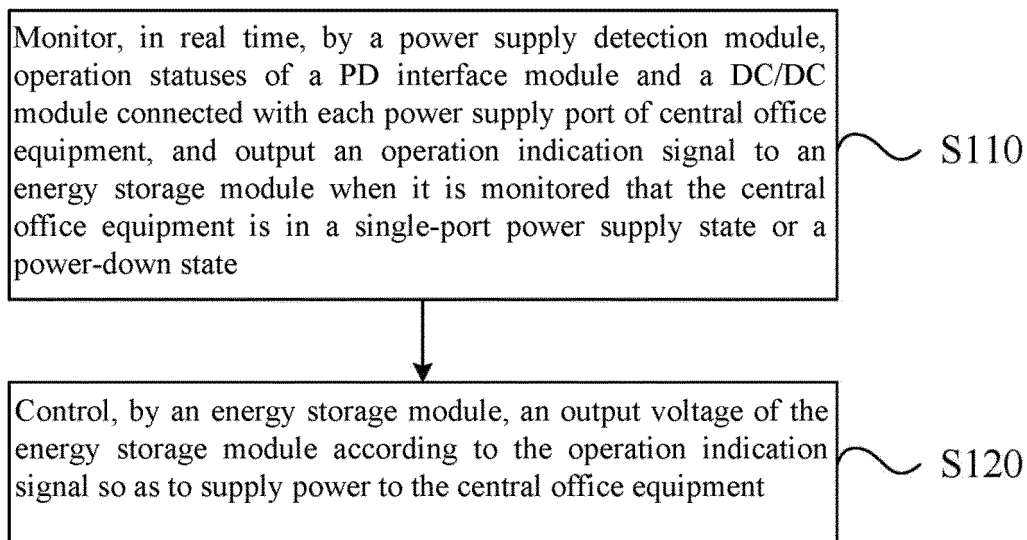 Monitor, in real time, by a power supply detection module,
operation statuses of a PD interface module and a DC/DC
module connected with each power supply port of central office
equipment, and output an operation indication signal to an
energy storage module when it is monitored that the central
office equipment is in a single-port power supply state or a
power-down state
S110
Control, by an energy storage module, an output voltage of the
energy storage module according to the operation indication
signal so as to supply power to the central office equipment
S120